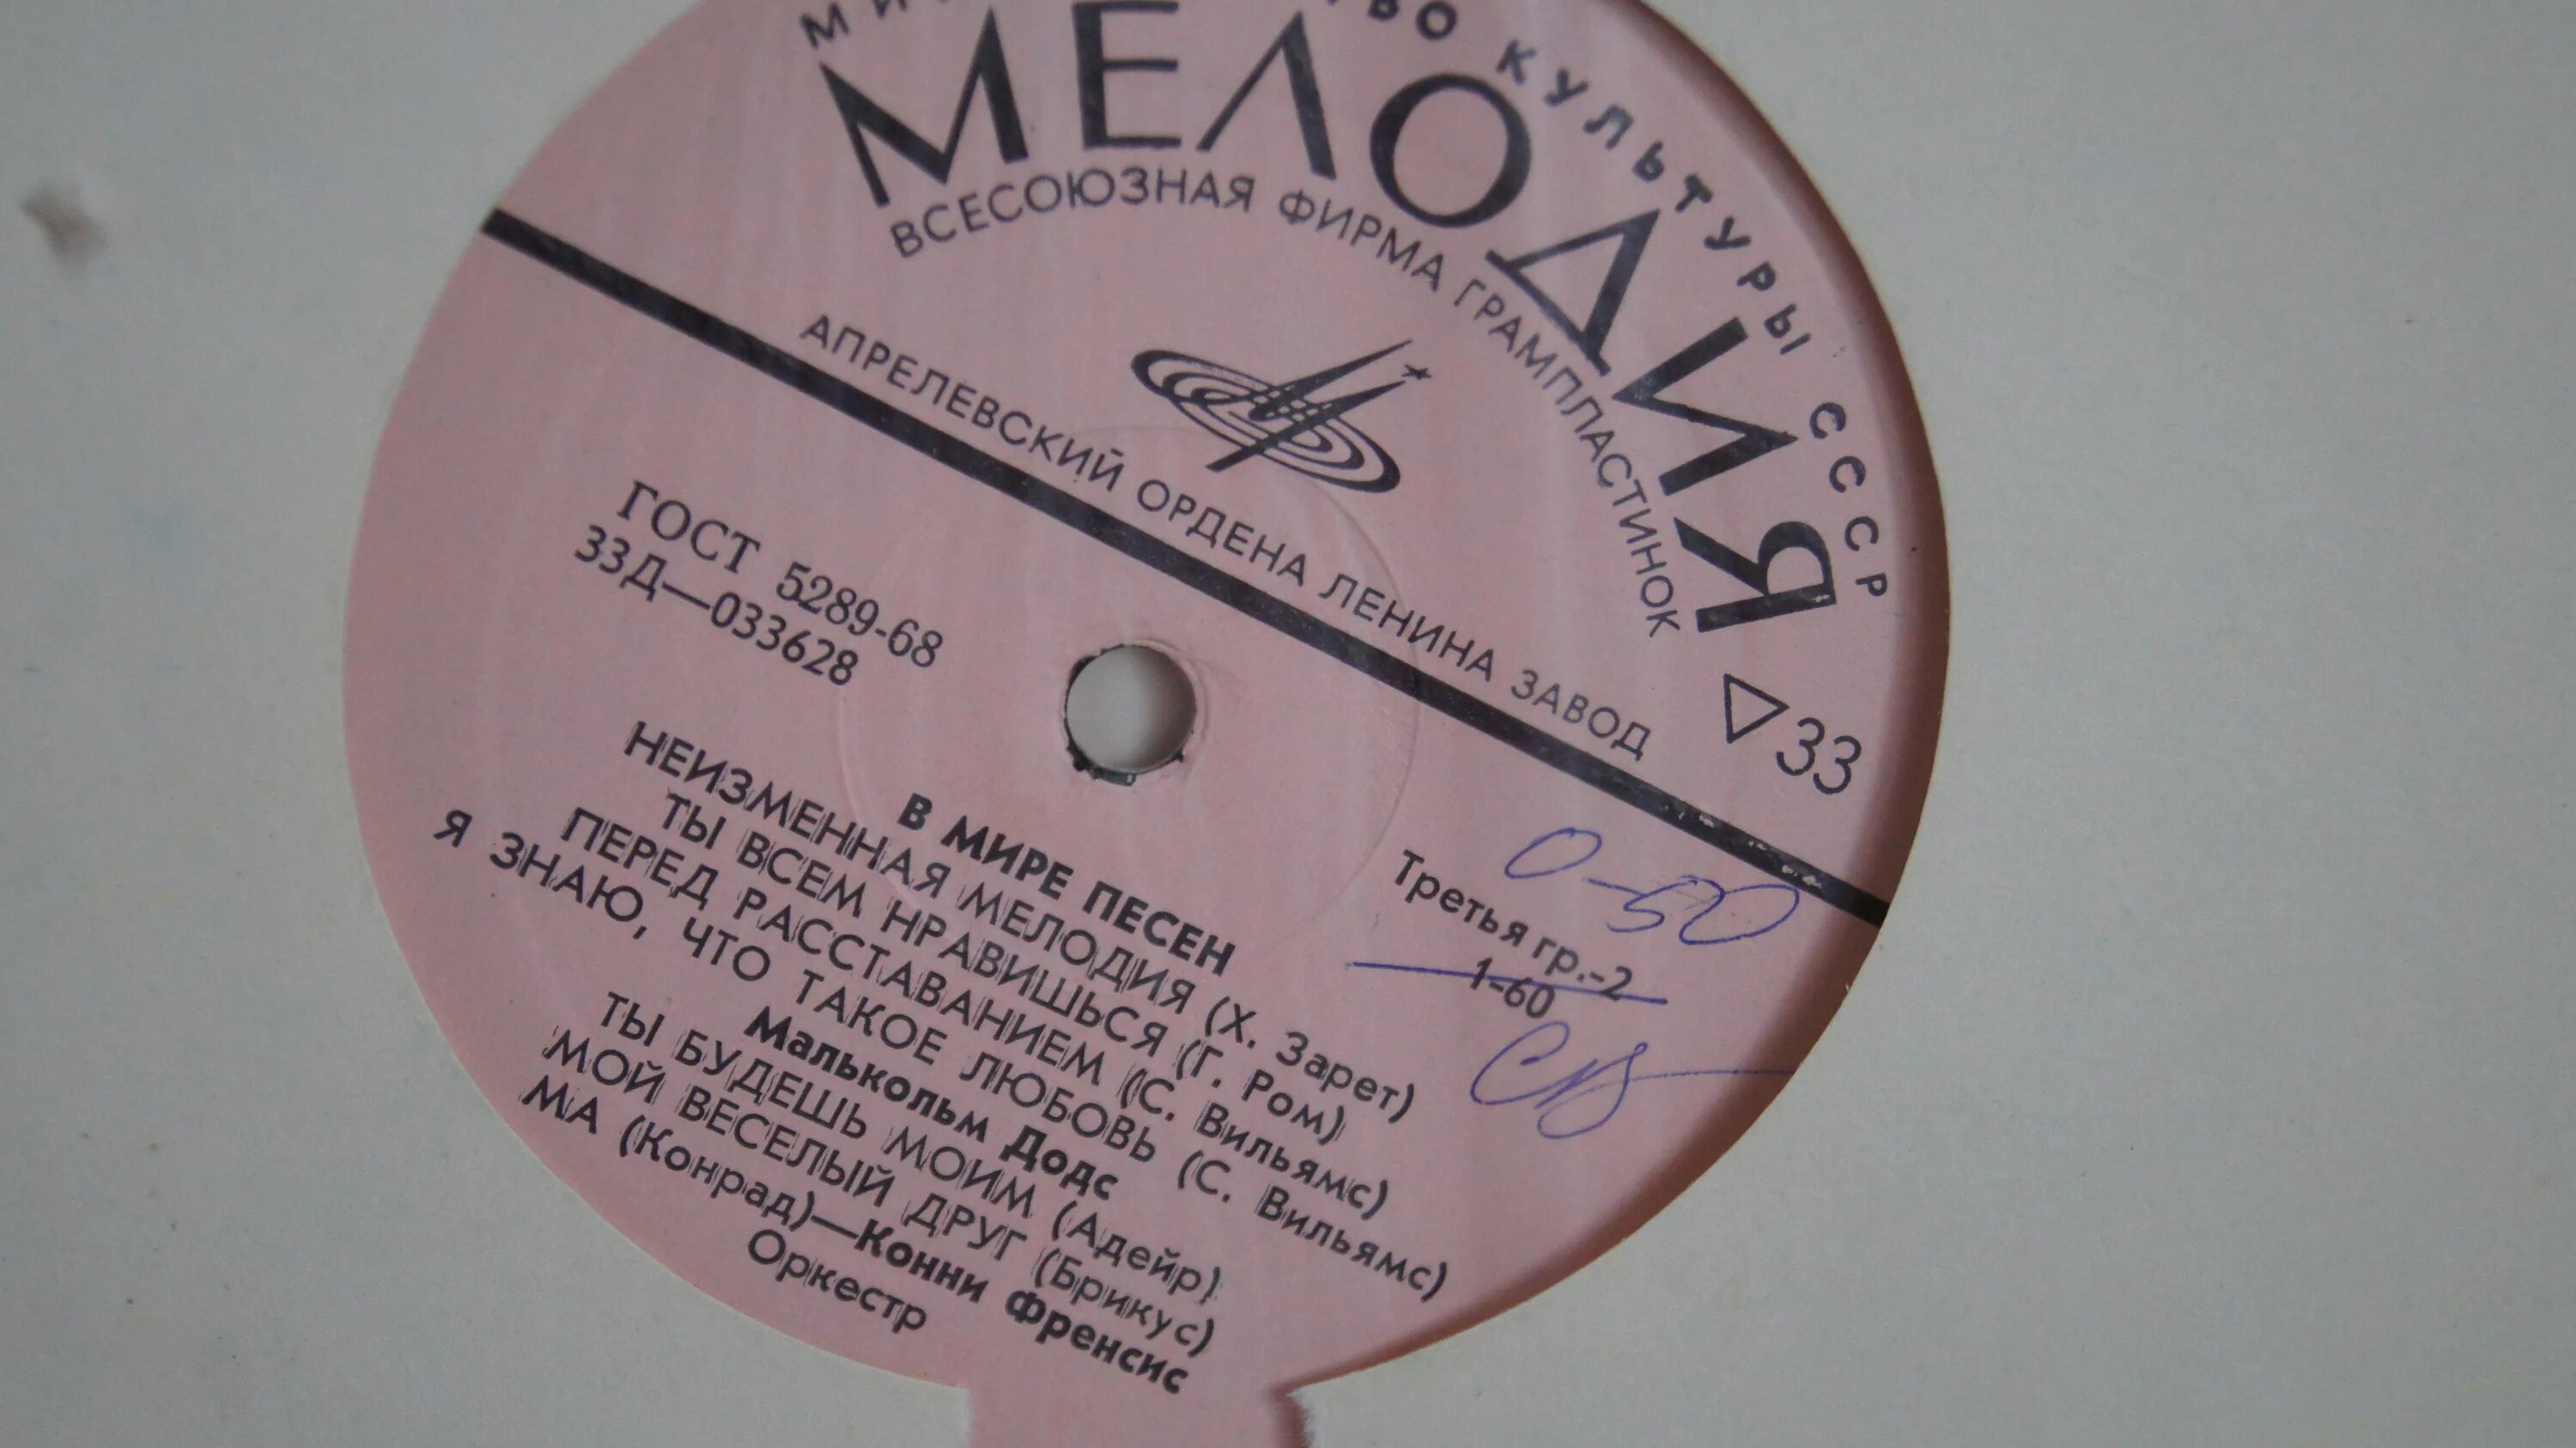 КУЛЬТУРЫ СССР
МЕЛОДИЯ
ВСЕСОЮЗНАЯ ФИРМА ГРАМПЛАСТИНОК
АПРЕЛЕВСКИЙ ОРДЕНА ЛЕНИНА ЗАВОД
33
ГОСТ 5289-68
33Д—033628
0-50
Третья гр.-2
1-60
В МИРЕ ПЕСЕН
НЕИЗМЕННАЯ МЕЛОДИЯ (Х. Зарет)
ТЫ ВСЕМ НРАВИШЬСЯ (Г. Ром)
ПЕРЕД РАССТАВАНИЕМ (С. Вильямс)
Я ЗНАЮ, ЧТО ТАКОЕ ЛЮБОВЬ (С. Вильямс)
Малькольм Додс
ТЫ БУДЕШЬ МОИМ (Адейр)
МОЙ ВЕСЕЛЫЙ ДРУГ (Брикус)
МА (Конрад)—Конни Френсис
Оркестр